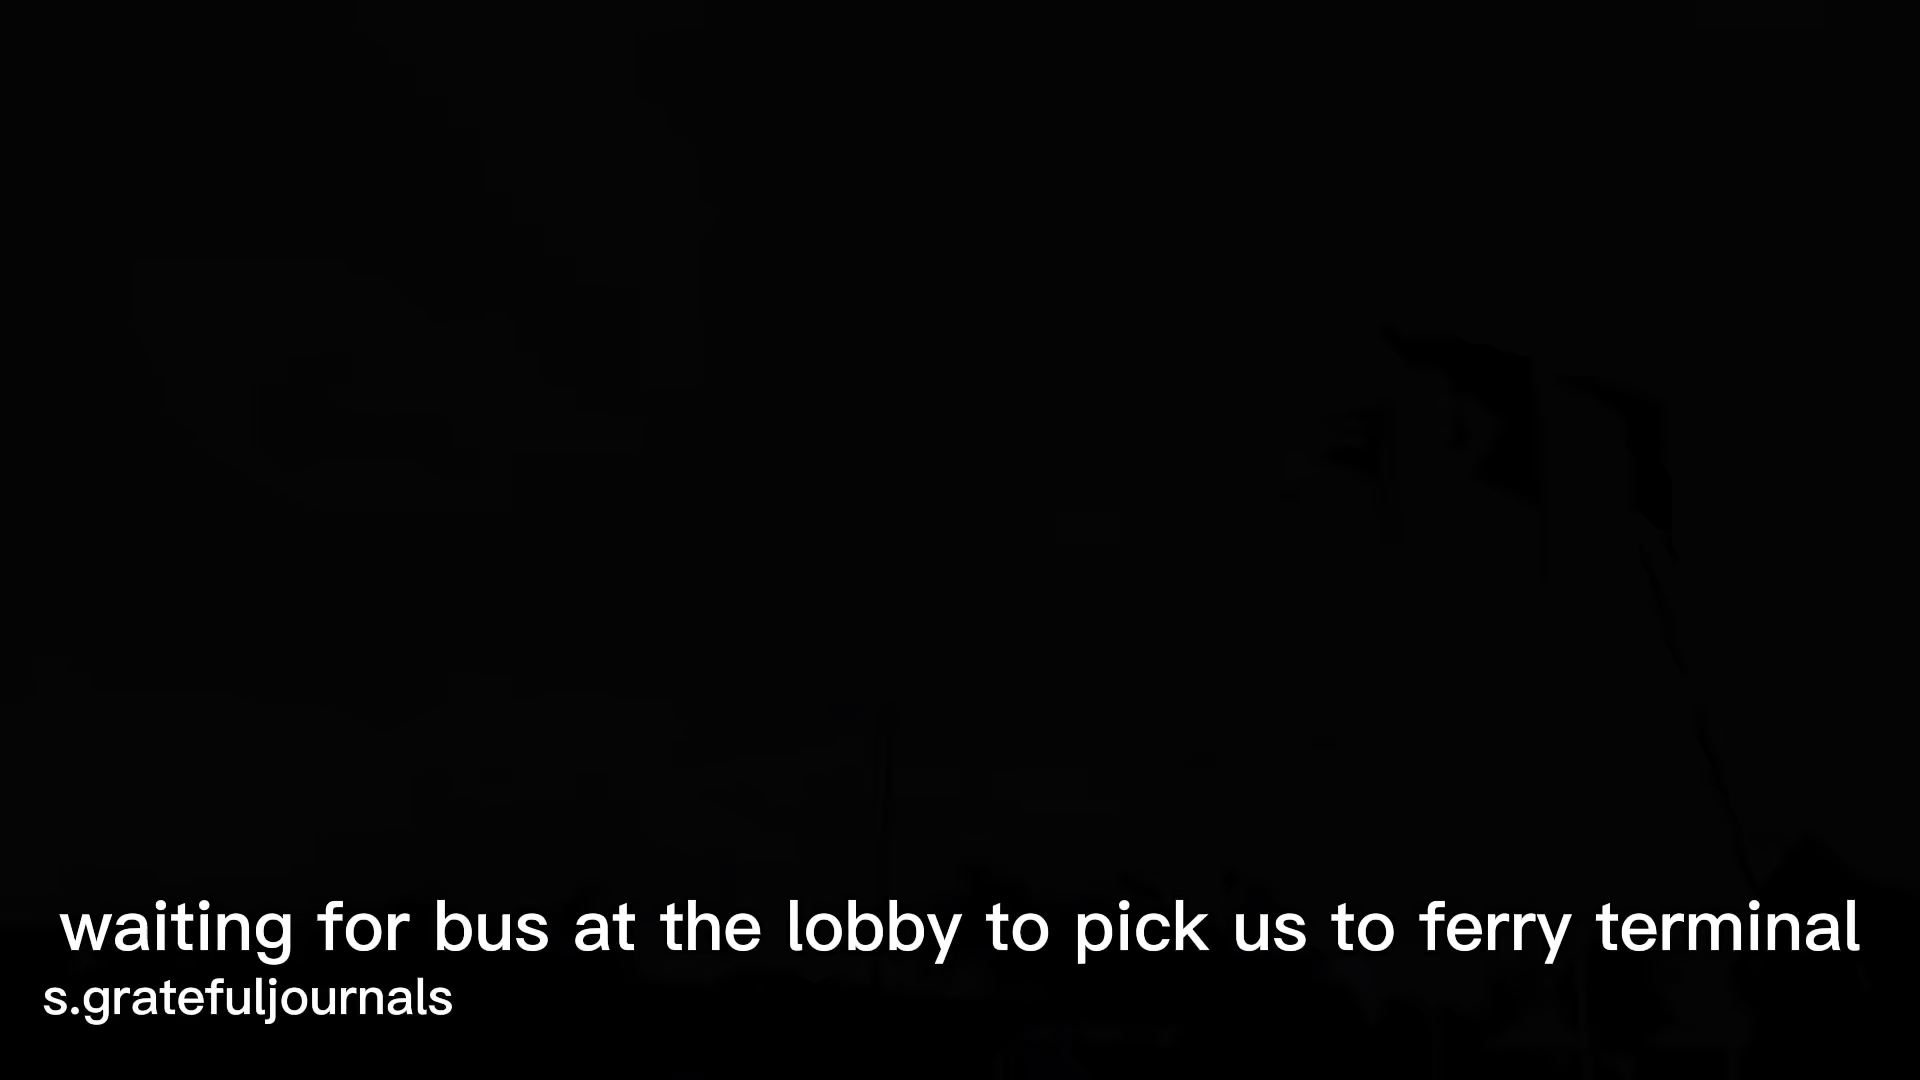 waiting for bus at the lobby to pick us to ferry terminal
s.gratefuljournals